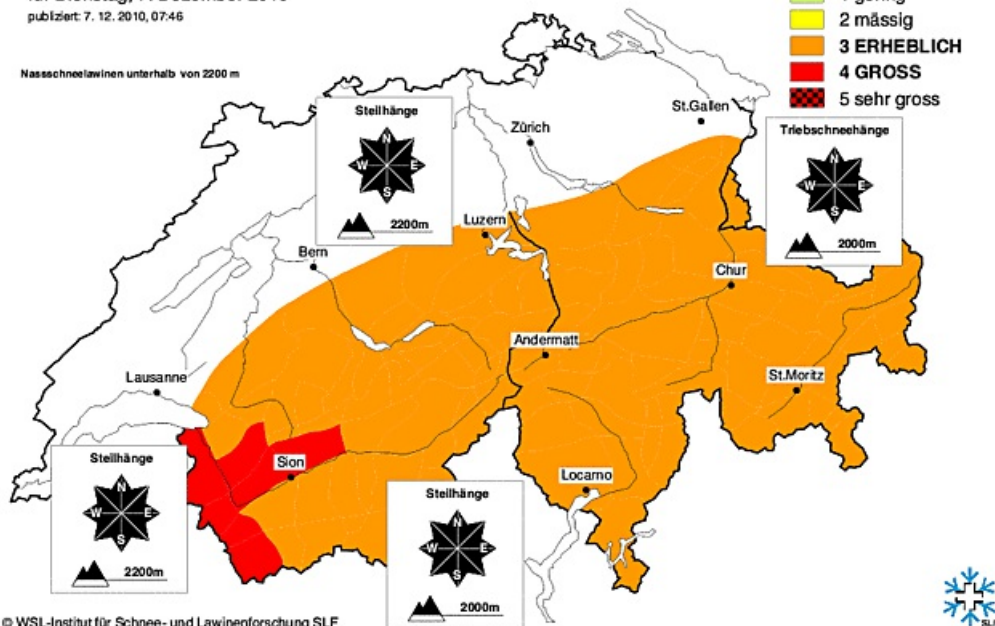 publiziert: 7. 12. 2010, 07:46
2 mässig
3 ERHEBLICH
Nassschneelawinen unterhalb von 2200 m
4 GROSS
5 sehr gross
Steilhänge
N
W E
S
2200m
Zürich
St.Gallen
Triebschneehänge
N
W E
S
2000m
Luzern
Bern
Chur
Andermatt
Lausanne
St.Moritz
Steilhänge
N
W E
S
2200m
Sion
Locarno
Steilhänge
N
W E
S
2000m
© WSL-Institut für Schnee- und Lawinenforschung SLF
SLF